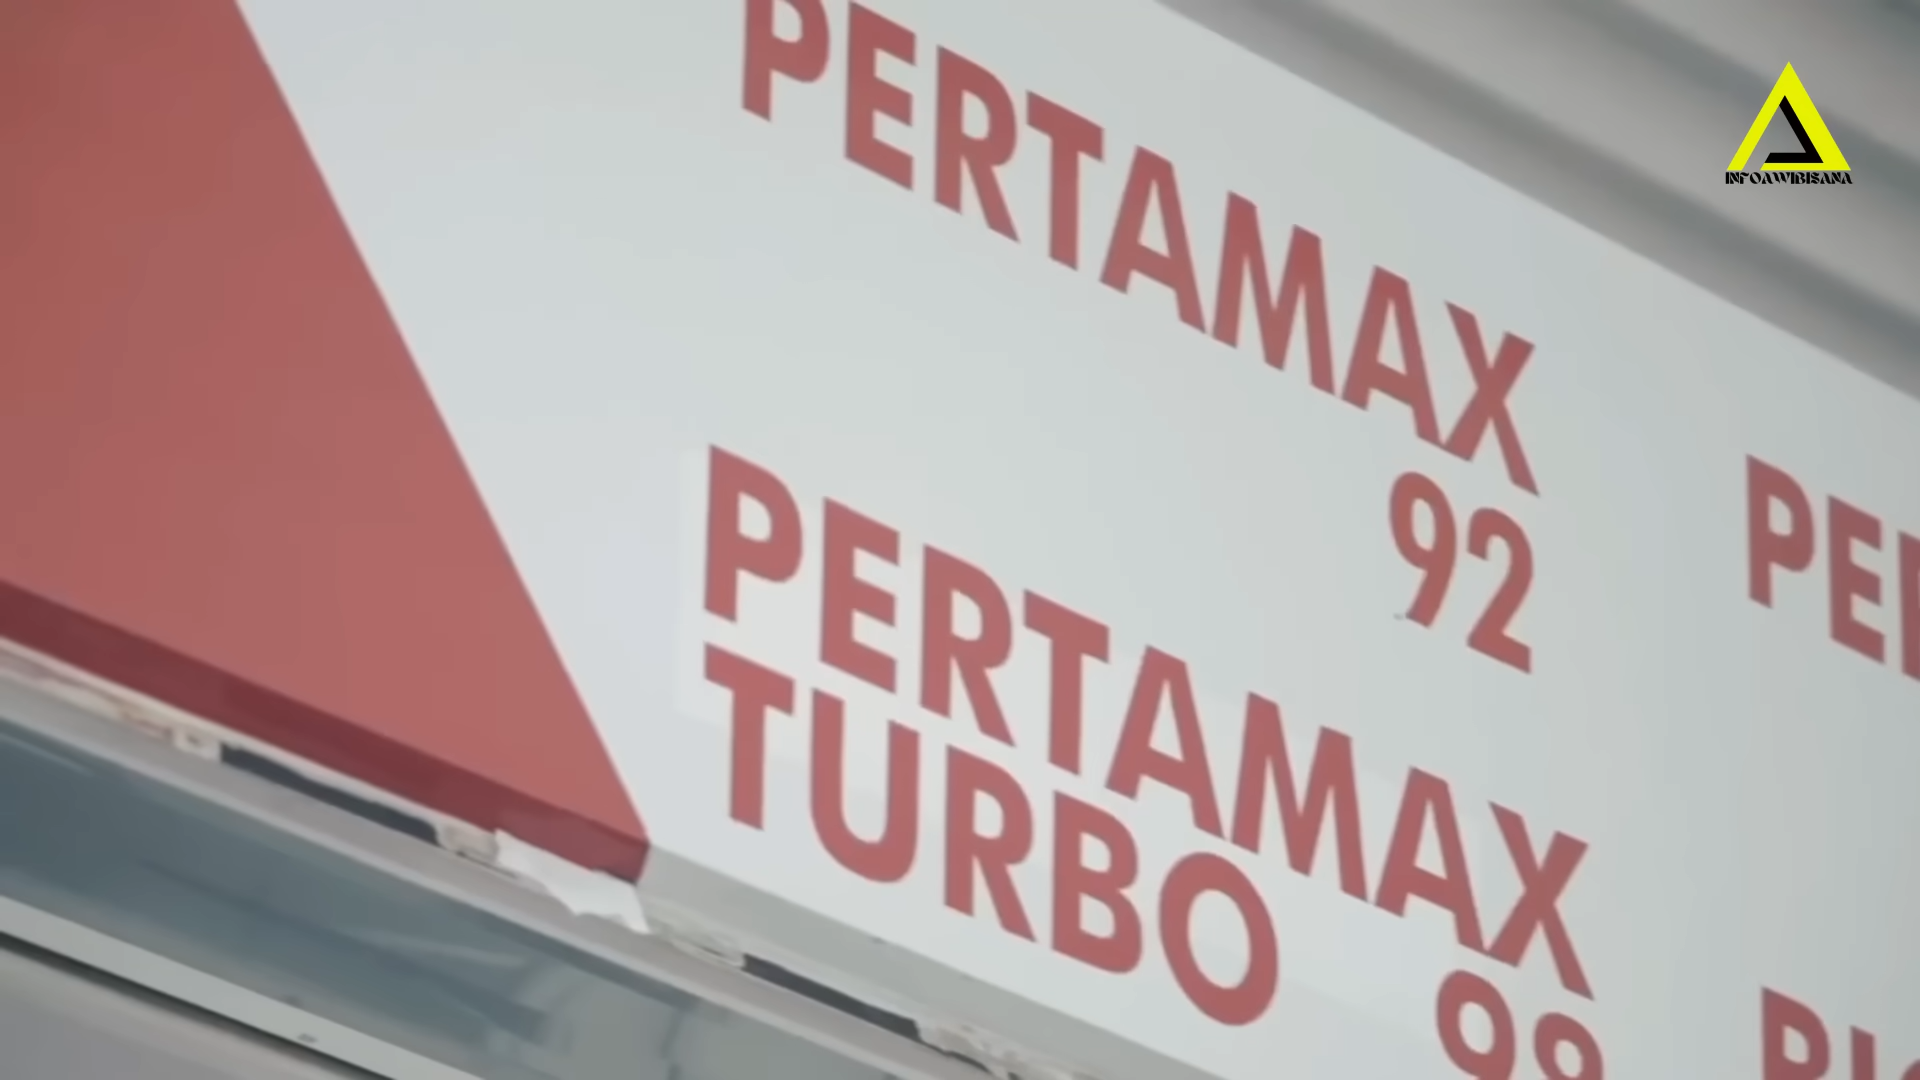 PERTAMAX
92
PERTAMAX
TURBO
INFOAWIBISANA